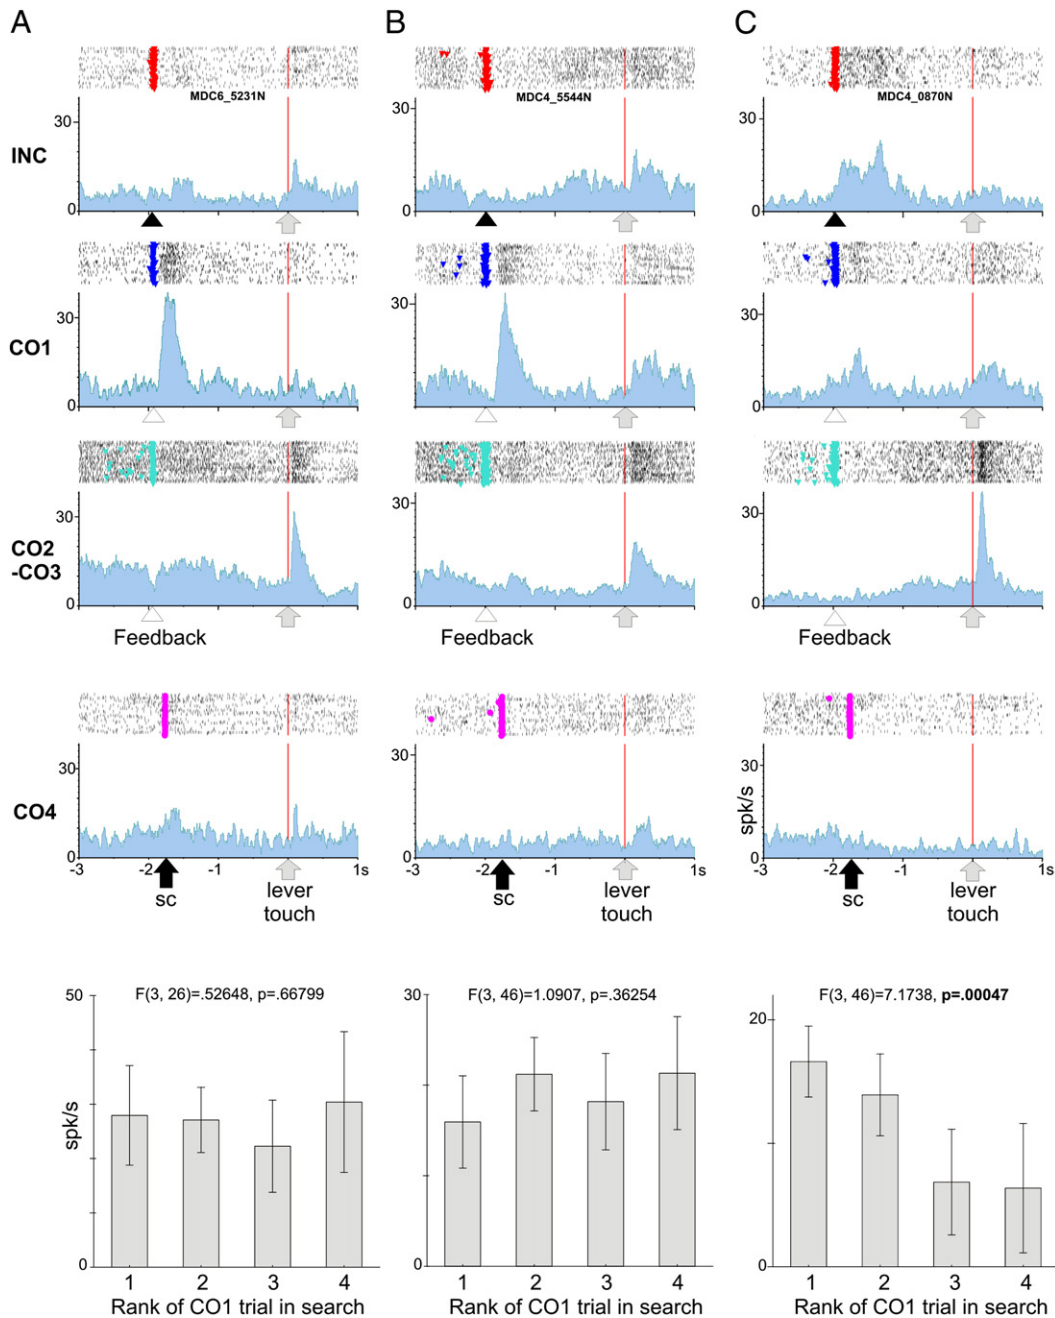 A B C
MDC6_5231N MDC4_5544N MDC4_0870N
INC
30 30 30
0 0 0
CO1
30 30 30
0 0 0
CO2
-CO3
30 30 30
0 0 0
Feedback Feedback Feedback
CO4
30 30 30
spk/s
0 0 0
-3 -2 -1 1s -3 -2 -1 1s -3 -2 -1 1s
sc lever touch sc lever touch sc lever touch
50 30 20
F(3, 26)=.52648, p=.66799 F(3, 46)=1.0907, p=.36254 F(3, 46)=7.1738, p=.00047
spk/s
0 0 0
1 2 3 4 1 2 3 4 1 2 3 4
Rank of CO1 trial in search Rank of CO1 trial in search Rank of CO1 trial in search